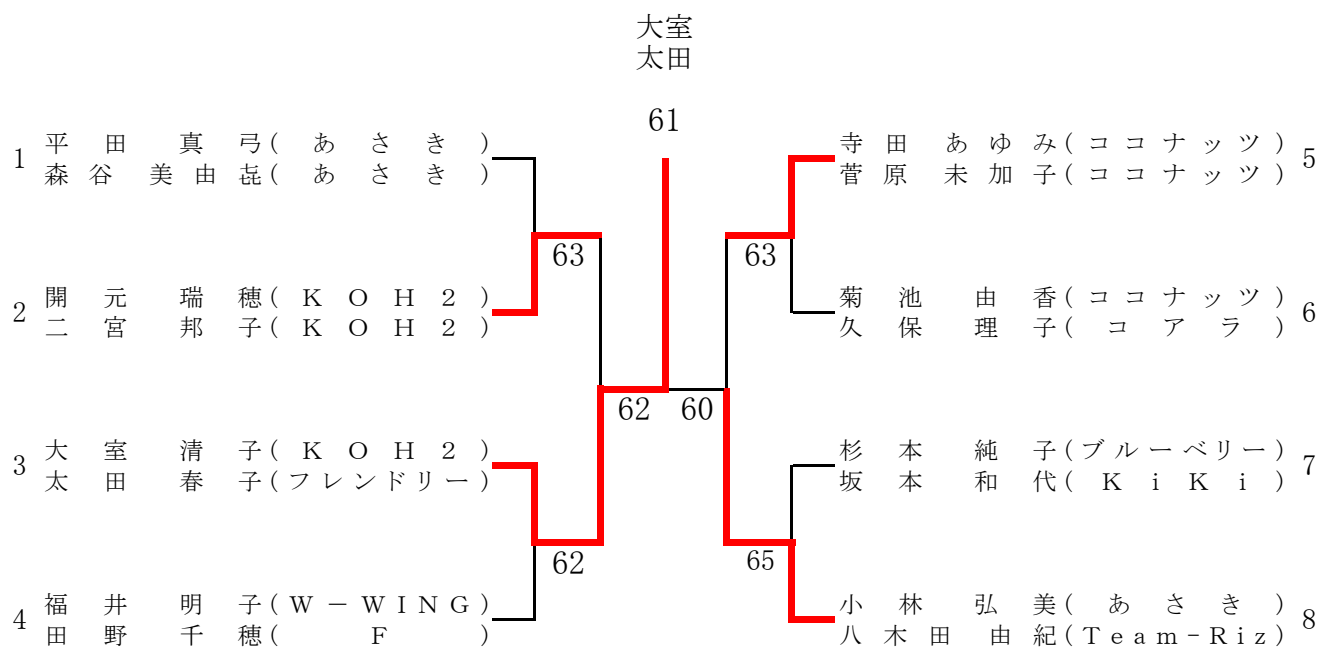 大室
太田
61
1 平田真弓(あさき)
森谷美由㐂(あさき)
63
2 開元瑞穂(KOH2)
二宮邦子(KOH2)
62
3 大室清子(KOH2)
太田春子(フレンドリー)
62
4 福井明子(W-WING)
田野千穂(F)
寺田あゆみ(ココナッツ) 5
菅原未加子(ココナッツ)
63
菊池由香(ココナッツ) 6
久保理子(コアラ)
60
杉本純子(ブルーベリー) 7
坂本和代(KiKi)
65
小林弘美(あさき) 8
八木田由紀(Team-Riz)